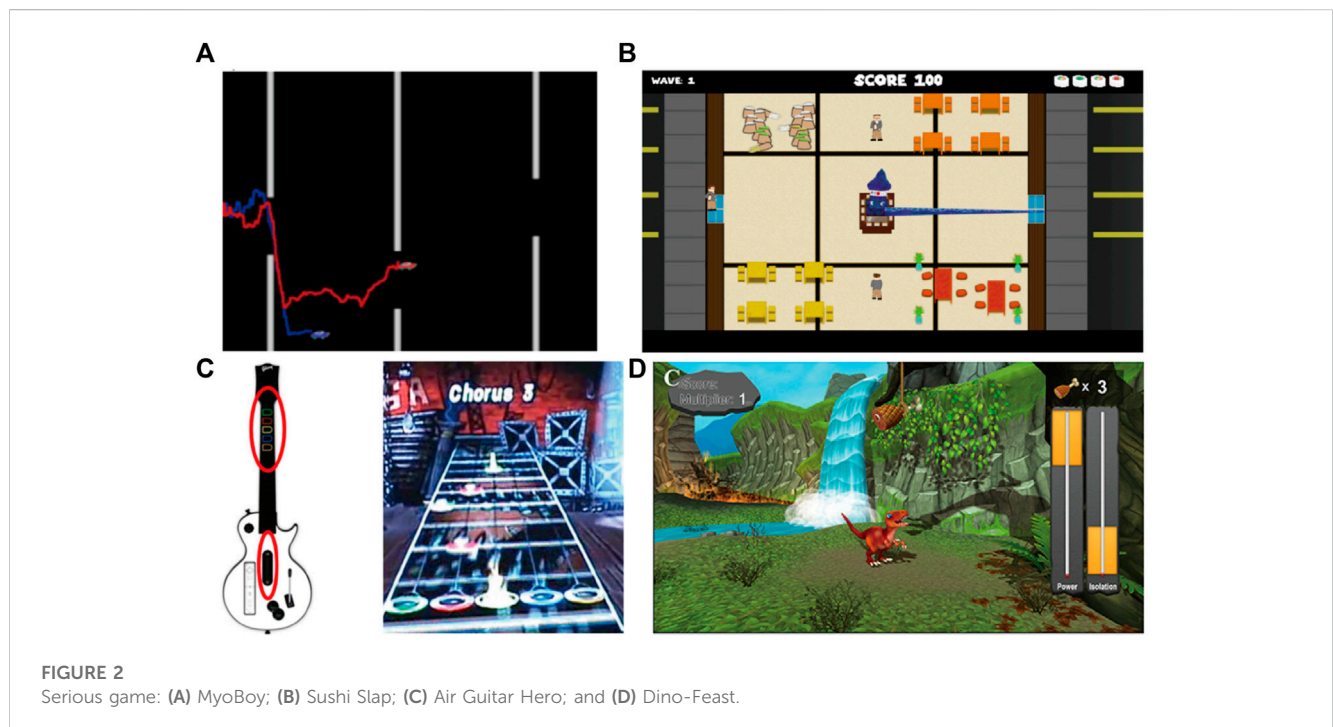 A
B
WAVE: 1
SCORE 100
C
Chorus 3
D
C
Score:
Multiplier: 1
x 3
Power
Isolation
FIGURE 2
Serious game: (A) MyoBoy; (B) Sushi Slap; (C) Air Guitar Hero; and (D) Dino-Feast.